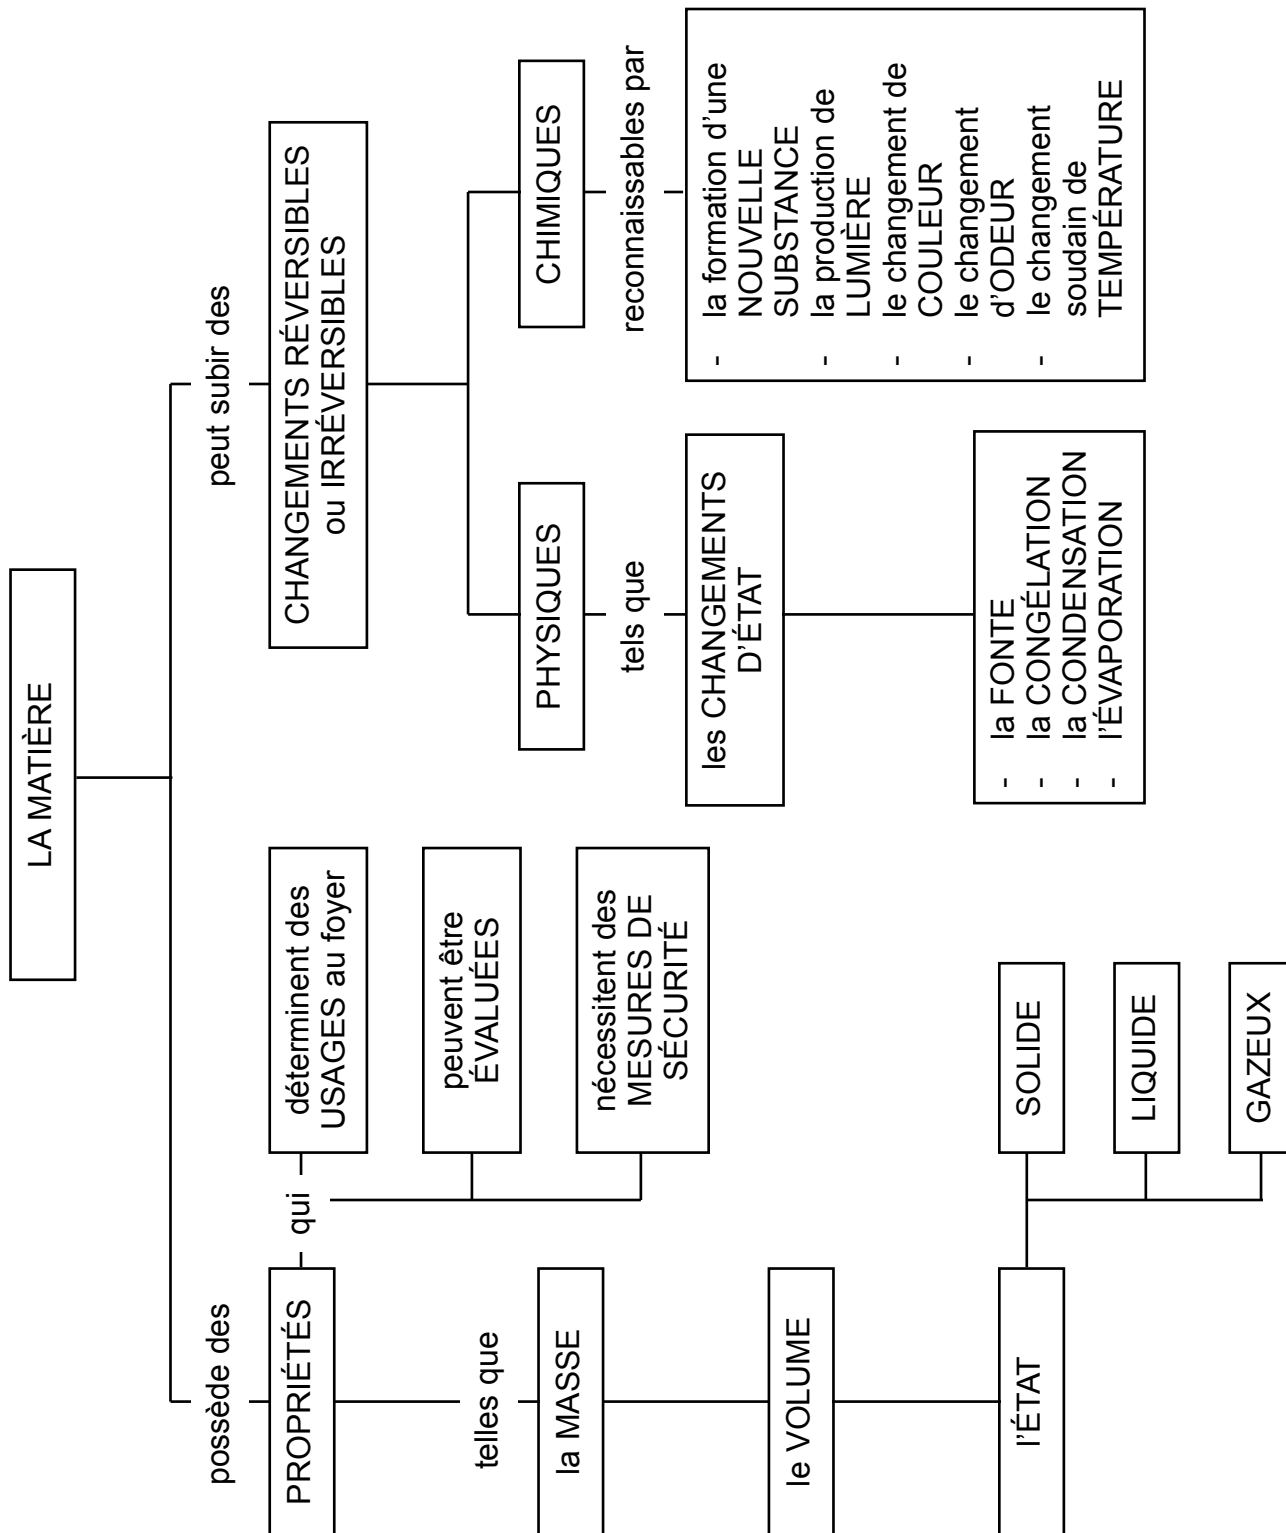 LA MATIÈRE
possède des
PROPRIÉTÉS
qui
déterminent des
USAGES au foyer
peuvent être
ÉVALUÉES
nécessitent des
MESURES DE
SÉCURITÉ
telles que
la MASSE
le VOLUME
l'ÉTAT
SOLIDE
LIQUIDE
GAZEUX
peut subir des
CHANGEMENTS RÉVERSIBLES
ou IRRÉVERSIBLES
PHYSIQUES
tels que
les CHANGEMENTS
D'ÉTAT
- la FONTE
- la CONGÉLATION
- la CONDENSATION
- l'ÉVAPORATION
CHIMIQUES
reconnaissables par
- la formation d'une
NOUVELLE
SUBSTANCE
- la production de
LUMIÈRE
- le changement de
COULEUR
- le changement
d'ODEUR
- le changement
soudain de
TEMPÉRATURE